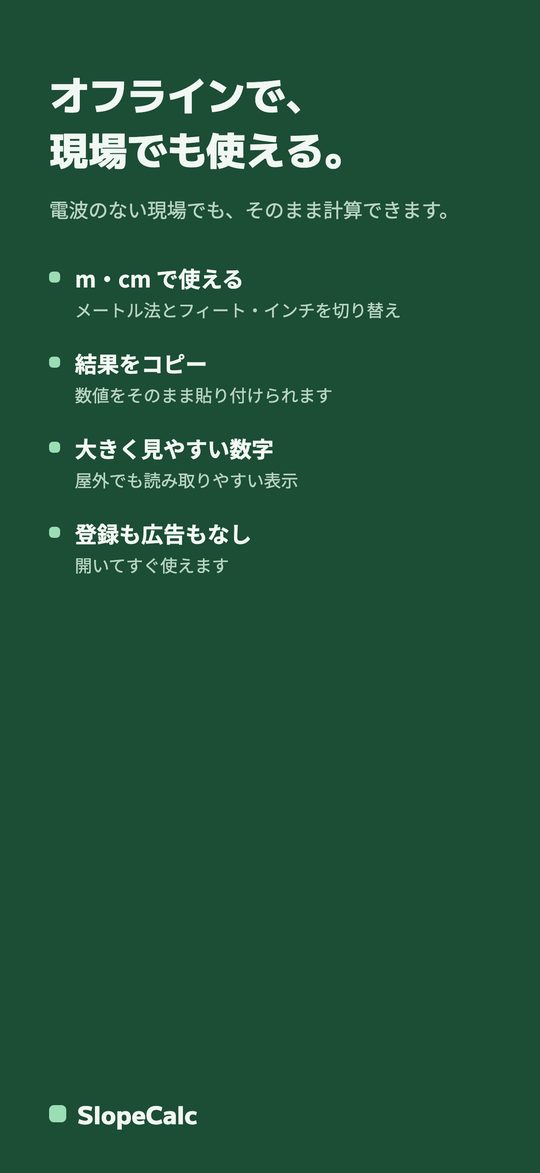 オフラインで、
現場でも使える。
電波のない現場でも、そのまま計算できます。
m・cm で使える
メートル法とフィート・インチを切り替え
結果をコピー
数値をそのまま貼り付けられます
大きく見やすい数字
屋外でも読み取りやすい表示
登録も広告もなし
開いてすぐ使えます
SlopeCalc